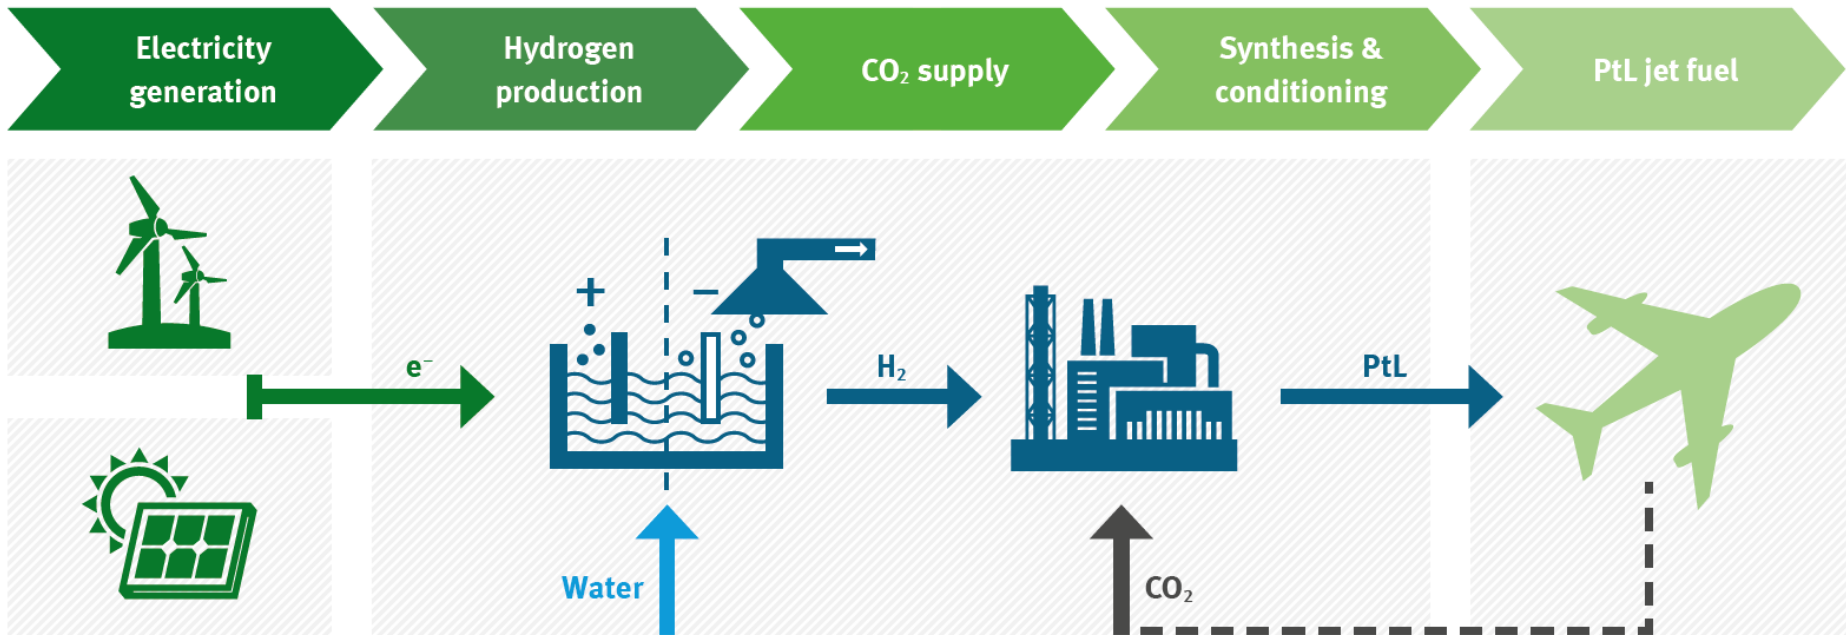 Electricity
generation
Hydrogen
production
CO₂ supply
Synthesis &
conditioning
PtL jet fuel
+
−
e⁻
H₂
PtL
Water
CO₂